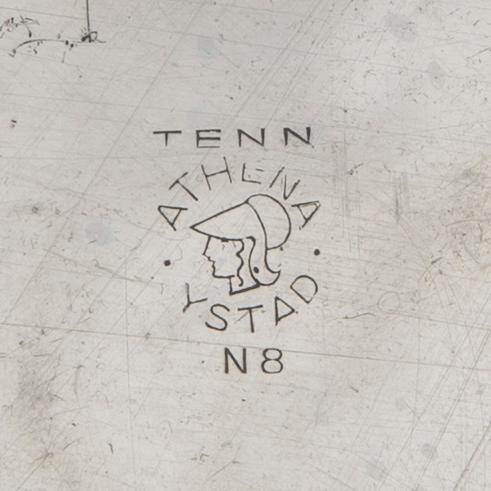 TENN
ATHENA
YSTAD
N8